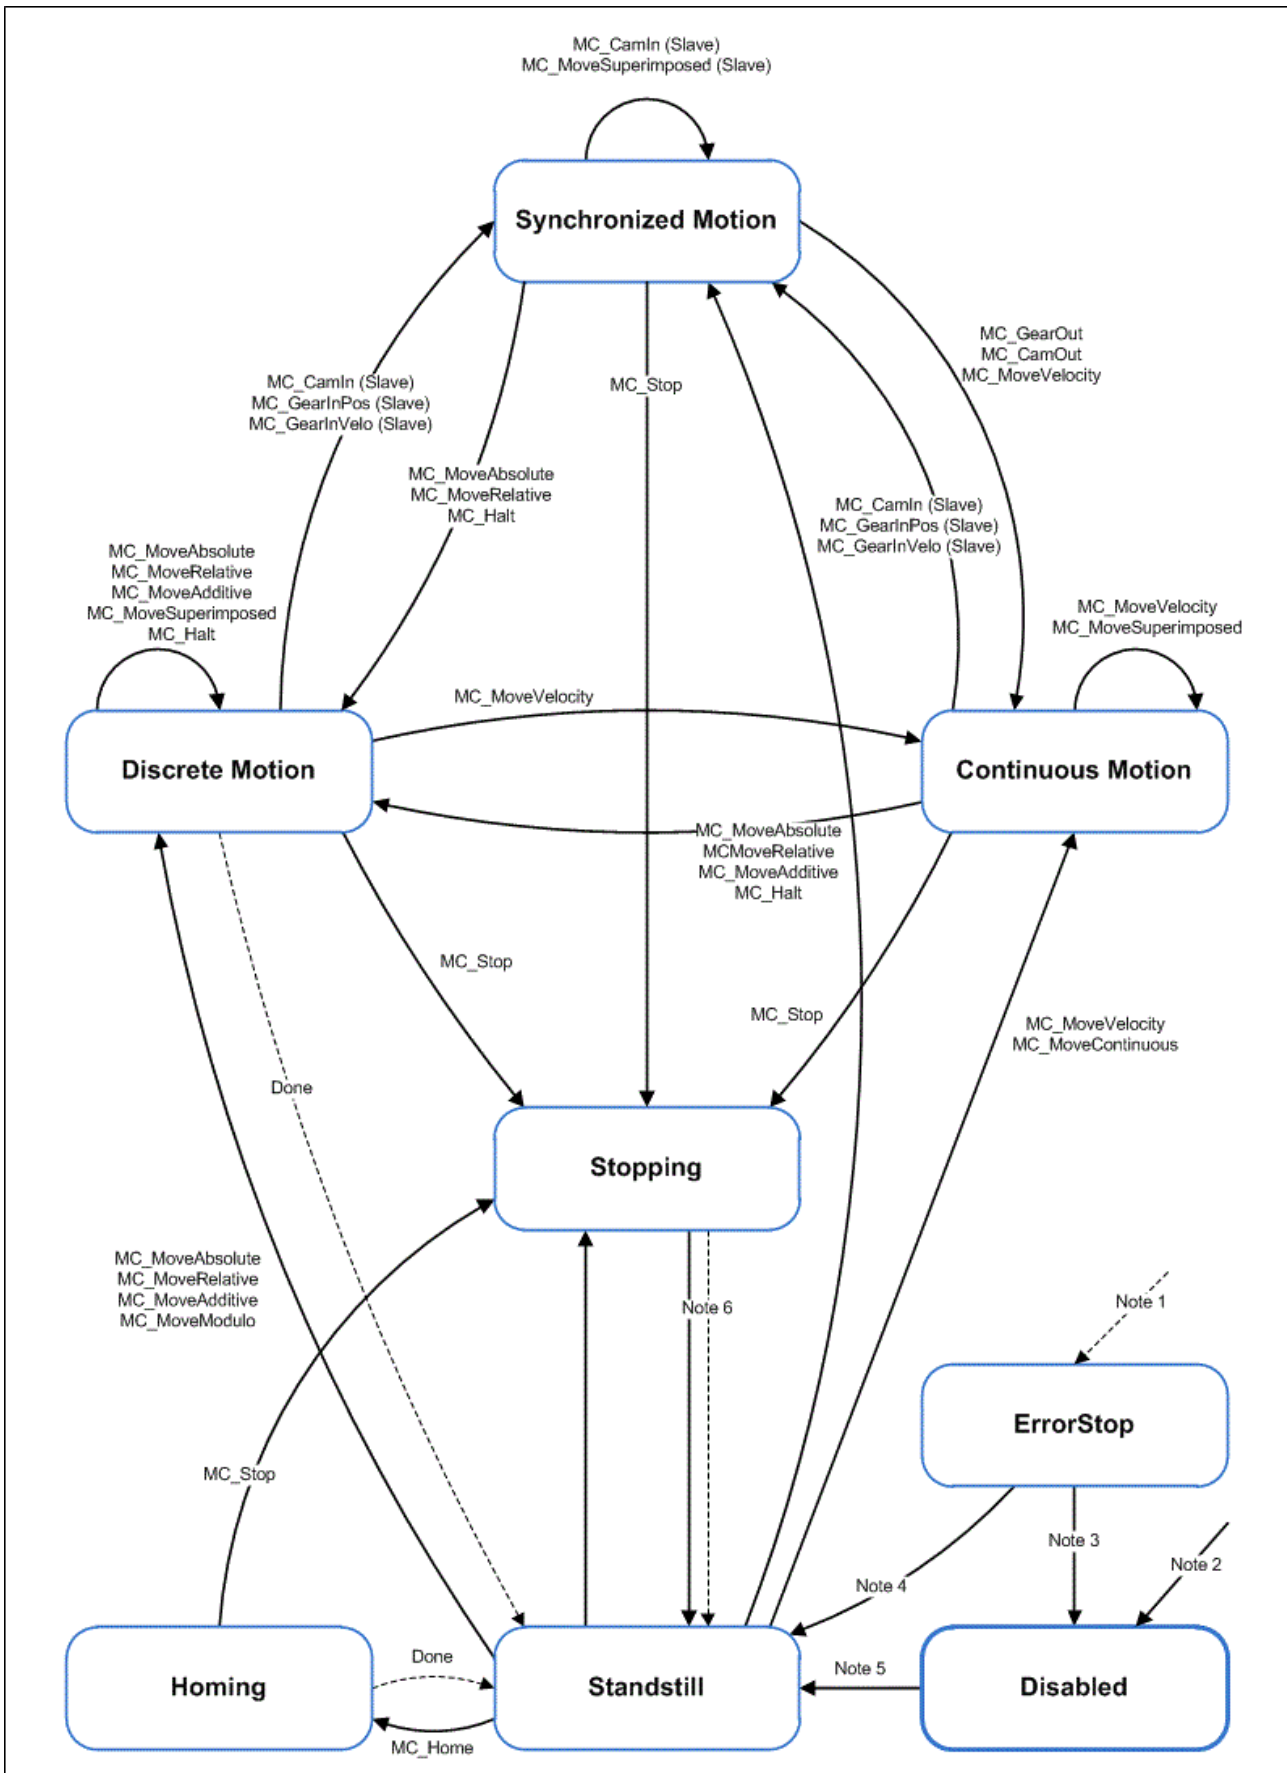 MC_CamIn (Slave)
MC_MoveSuperimposed (Slave)
Synchronized Motion
MC_GearOut
MC_CamOut
MC_MoveVelocity
MC_CamIn (Slave)
MC_GearInPos (Slave)
MC_GearInVelo (Slave)
MC_Stop
MC_MoveAbsolute
MC_MoveRelative
MC_Halt
MC_CamIn (Slave)
MC_GearInPos (Slave)
MC_GearInVelo (Slave)
MC_MoveAbsolute
MC_MoveRelative
MC_MoveAdditive
MC_MoveSuperimposed
MC_Halt
MC_MoveVelocity
MC_MoveSuperimposed
MC_MoveVelocity
Discrete Motion
Continuous Motion
MC_MoveAbsolute
MCMoveRelative
MC_MoveAdditive
MC_Halt
MC_Stop
MC_Stop
MC_MoveVelocity
MC_MoveContinuous
Done
Stopping
MC_MoveAbsolute
MC_MoveRelative
MC_MoveAdditive
MC_MoveModulo
Note 6
Note 1
ErrorStop
MC_Stop
Note 3
Note 2
Note 4
Done
Note 5
Homing
Standstill
Disabled
MC_Home